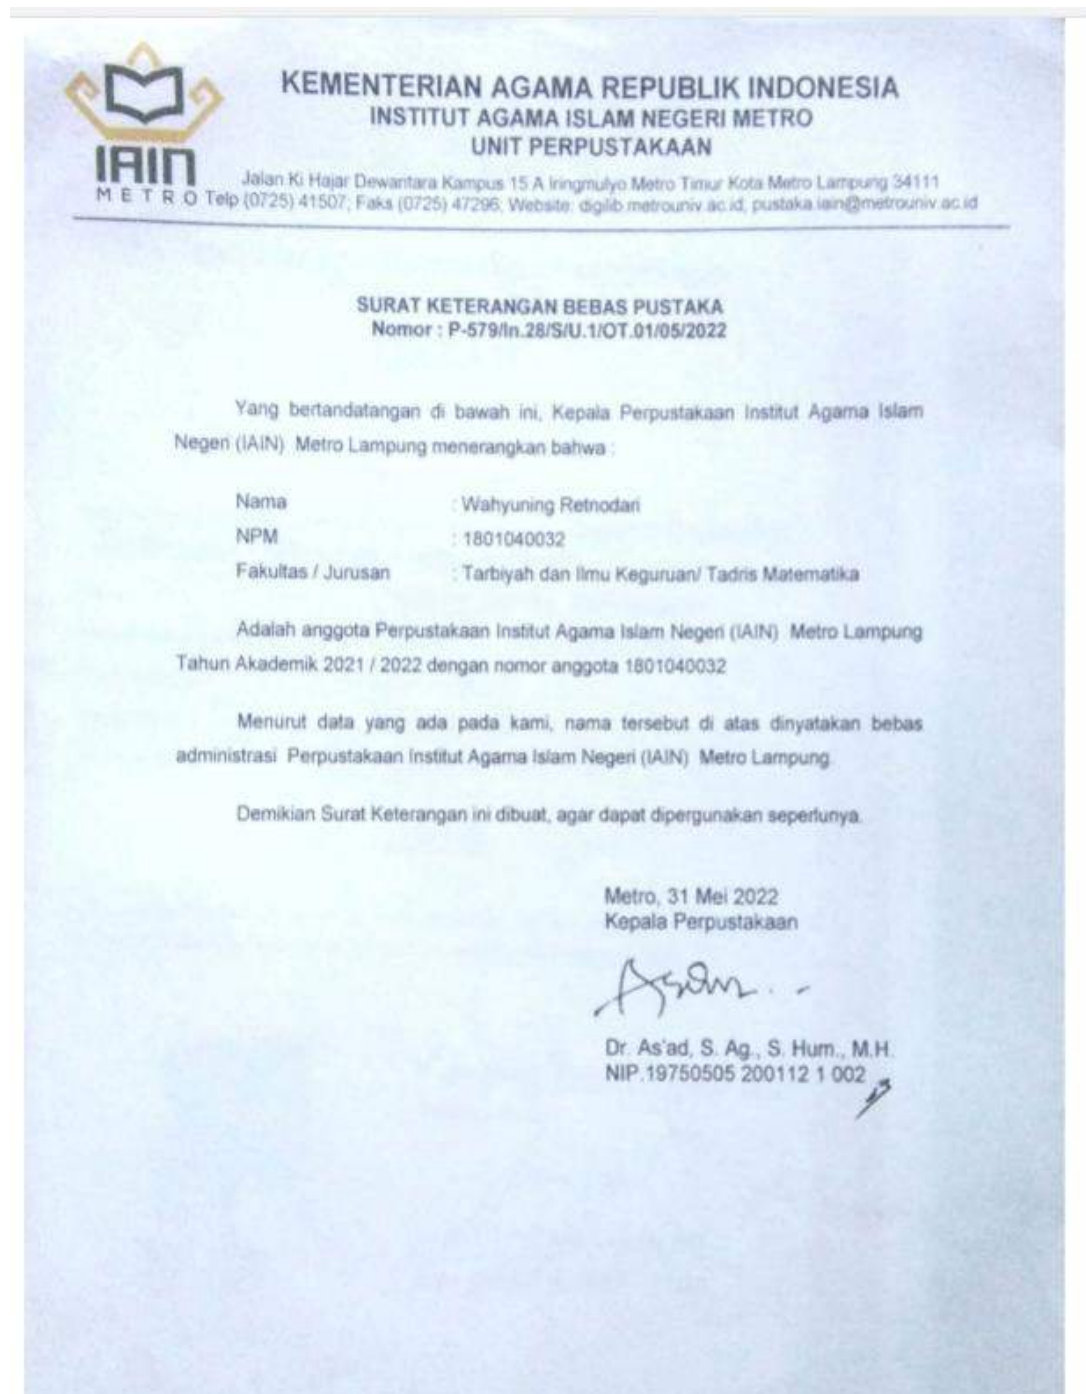 KEMENTERIAN AGAMA REPUBLIK INDONESIA
INSTITUT AGAMA ISLAM NEGERI METRO
UNIT PERPUSTAKAAN
IAIN
METRO
Jalan Ki Hajar Dewantara Kampus 15 A Iringmulyo Metro Timur Kota Metro Lampung 34111
Telp (0725) 41507; Faks (0725) 47296; Website: digilib.metrouniv.ac.id; pustaka.iain@metrouniv.ac.id
SURAT KETERANGAN BEBAS PUSTAKA
Nomor : P-579/In.28/S/U.1/OT.01/05/2022
Yang bertandatangan di bawah ini, Kepala Perpustakaan Institut Agama Islam
Negeri (IAIN) Metro Lampung menerangkan bahwa :
Nama : Wahyuning Retnodari
NPM : 1801040032
Fakultas / Jurusan : Tarbiyah dan Ilmu Keguruan/ Tadris Matematika
Adalah anggota Perpustakaan Institut Agama Islam Negeri (IAIN) Metro Lampung
Tahun Akademik 2021 / 2022 dengan nomor anggota 1801040032
Menurut data yang ada pada kami, nama tersebut di atas dinyatakan bebas
administrasi Perpustakaan Institut Agama Islam Negeri (IAIN) Metro Lampung.
Demikian Surat Keterangan ini dibuat, agar dapat dipergunakan seperlunya.
Metro, 31 Mei 2022
Kepala Perpustakaan
Dr. As'ad, S. Ag., S. Hum., M.H.
NIP.19750505 200112 1 002